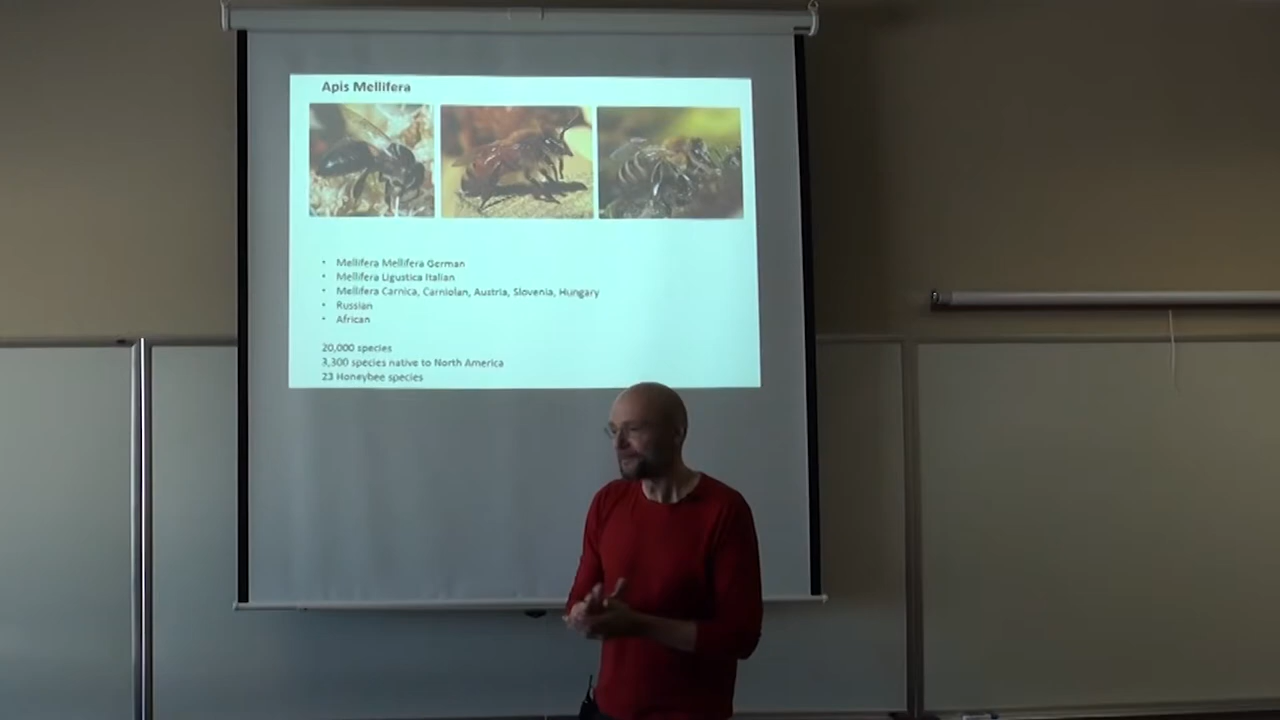 Apis Mellifera
• Mellifera Mellifera German
• Mellifera Ligustica Italian
• Mellifera Carnica, Carniolan, Austria, Slovenia, Hungary
• Russian
• African
20,000 species
3,300 species native to North America
23 Honeybee species